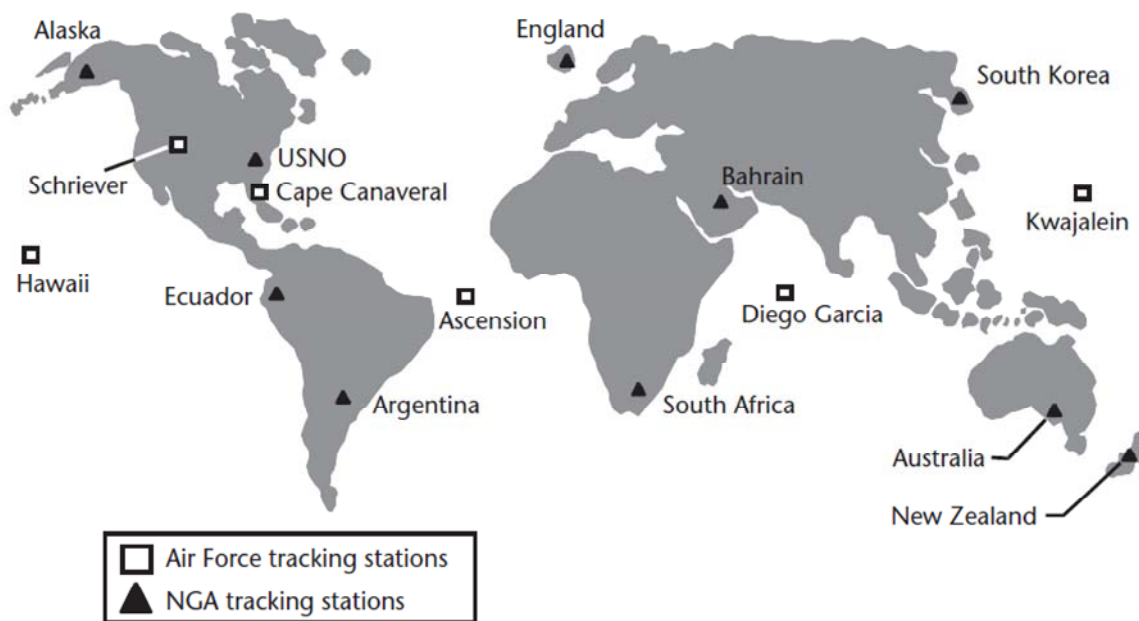 Alaska
England
South Korea
USNO
Schriever
Cape Canaveral
Bahrain
Kwajalein
Hawaii
Ecuador
Ascension
Diego Garcia
Argentina
South Africa
Australia
New Zealand
Air Force tracking stations
NGA tracking stations